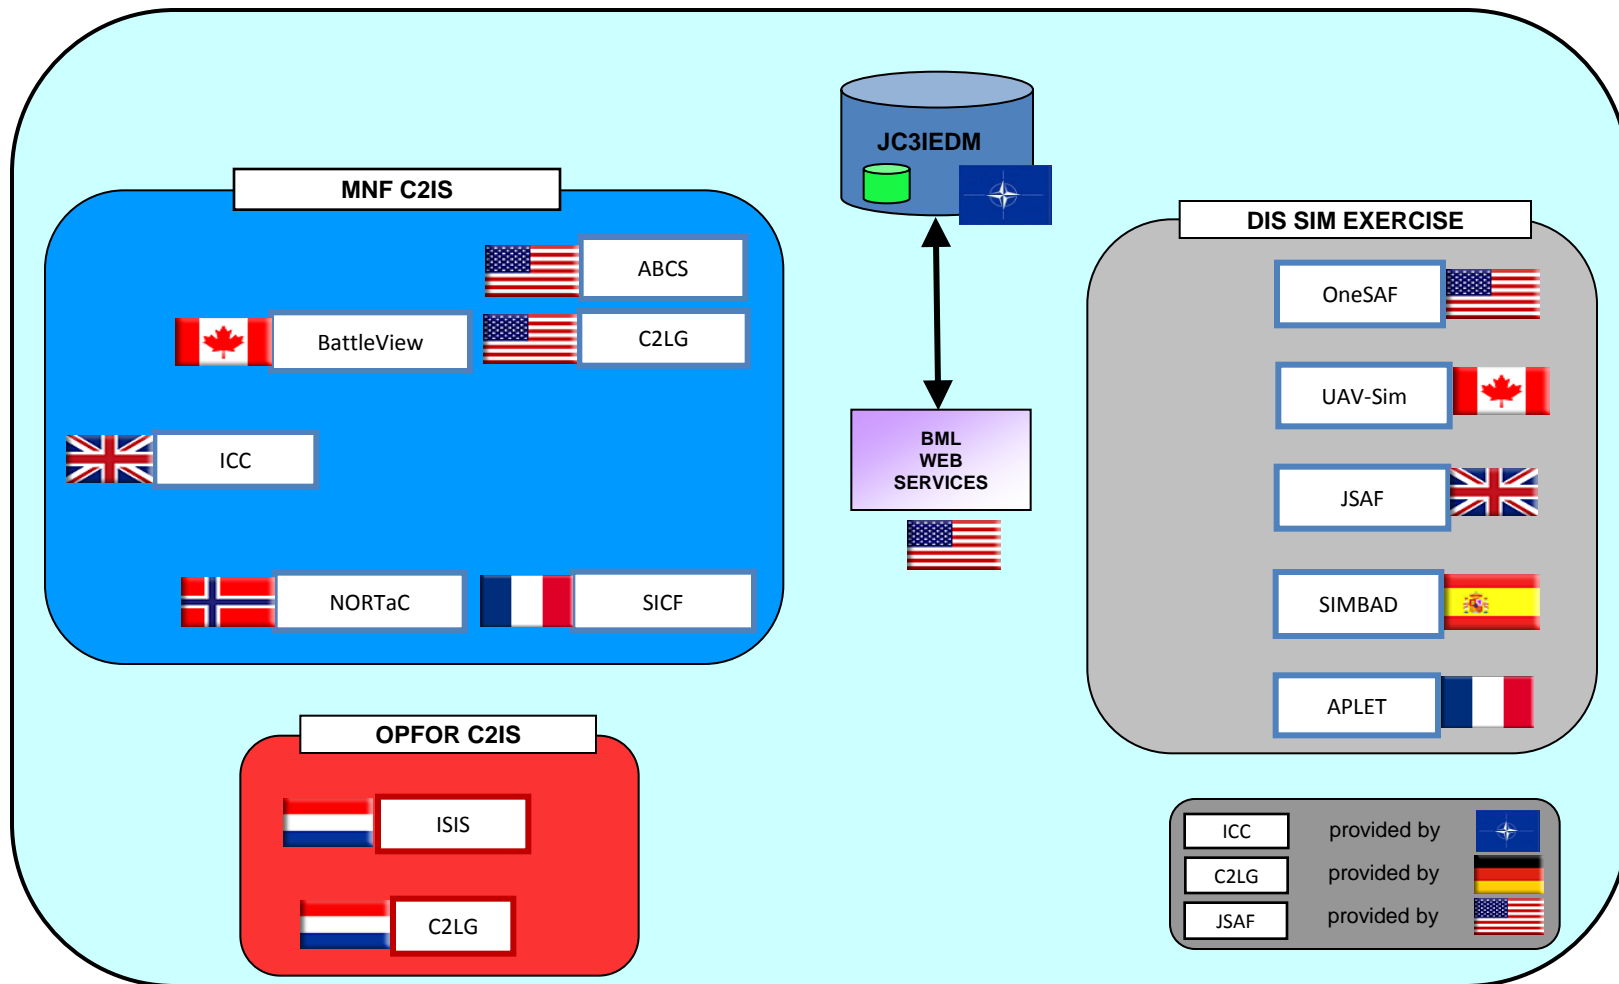 JC3IEDM
MNF C2IS
ABCS
BattleView
C2LG
ICC
NORTaC
SICF
BML
WEB
SERVICES
DIS SIM EXERCISE
OneSAF
UAV-Sim
JSAF
SIMBAD
APLET
OPFOR C2IS
ISIS
C2LG
ICC provided by
C2LG provided by
JSAF provided by